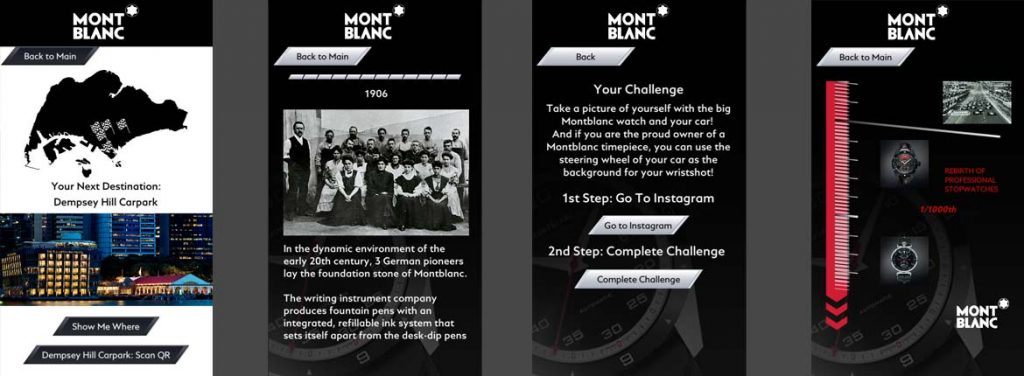 MONT
BLANC
Back to Main
Your Next Destination:
Dempsey Hill Carpark
Show Me Where
Dempsey Hill Carpark: Scan QR
MONT
BLANC
Back to Main
1906
In the dynamic environment of the
early 20th century, 3 German pioneers
lay the foundation stone of Montblanc.
The writing instrument company
produces fountain pens with an
integrated, refillable ink system that
sets itself apart from the desk-dip pens
MONT
BLANC
Back
Your Challenge
Take a picture of yourself with the big
Montblanc watch and your car!
And if you are the proud owner of a
Montblanc timepiece, you can use the
steering wheel of your car as the
background for your wristshot!
1st Step: Go To Instagram
Go to Instagram
2nd Step: Complete Challenge
Complete Challenge
MONT
BLANC
Back to Main
REBIRTH OF
PROFESSIONAL
STOPWATCHES
1/1000th
MONT
BLANC